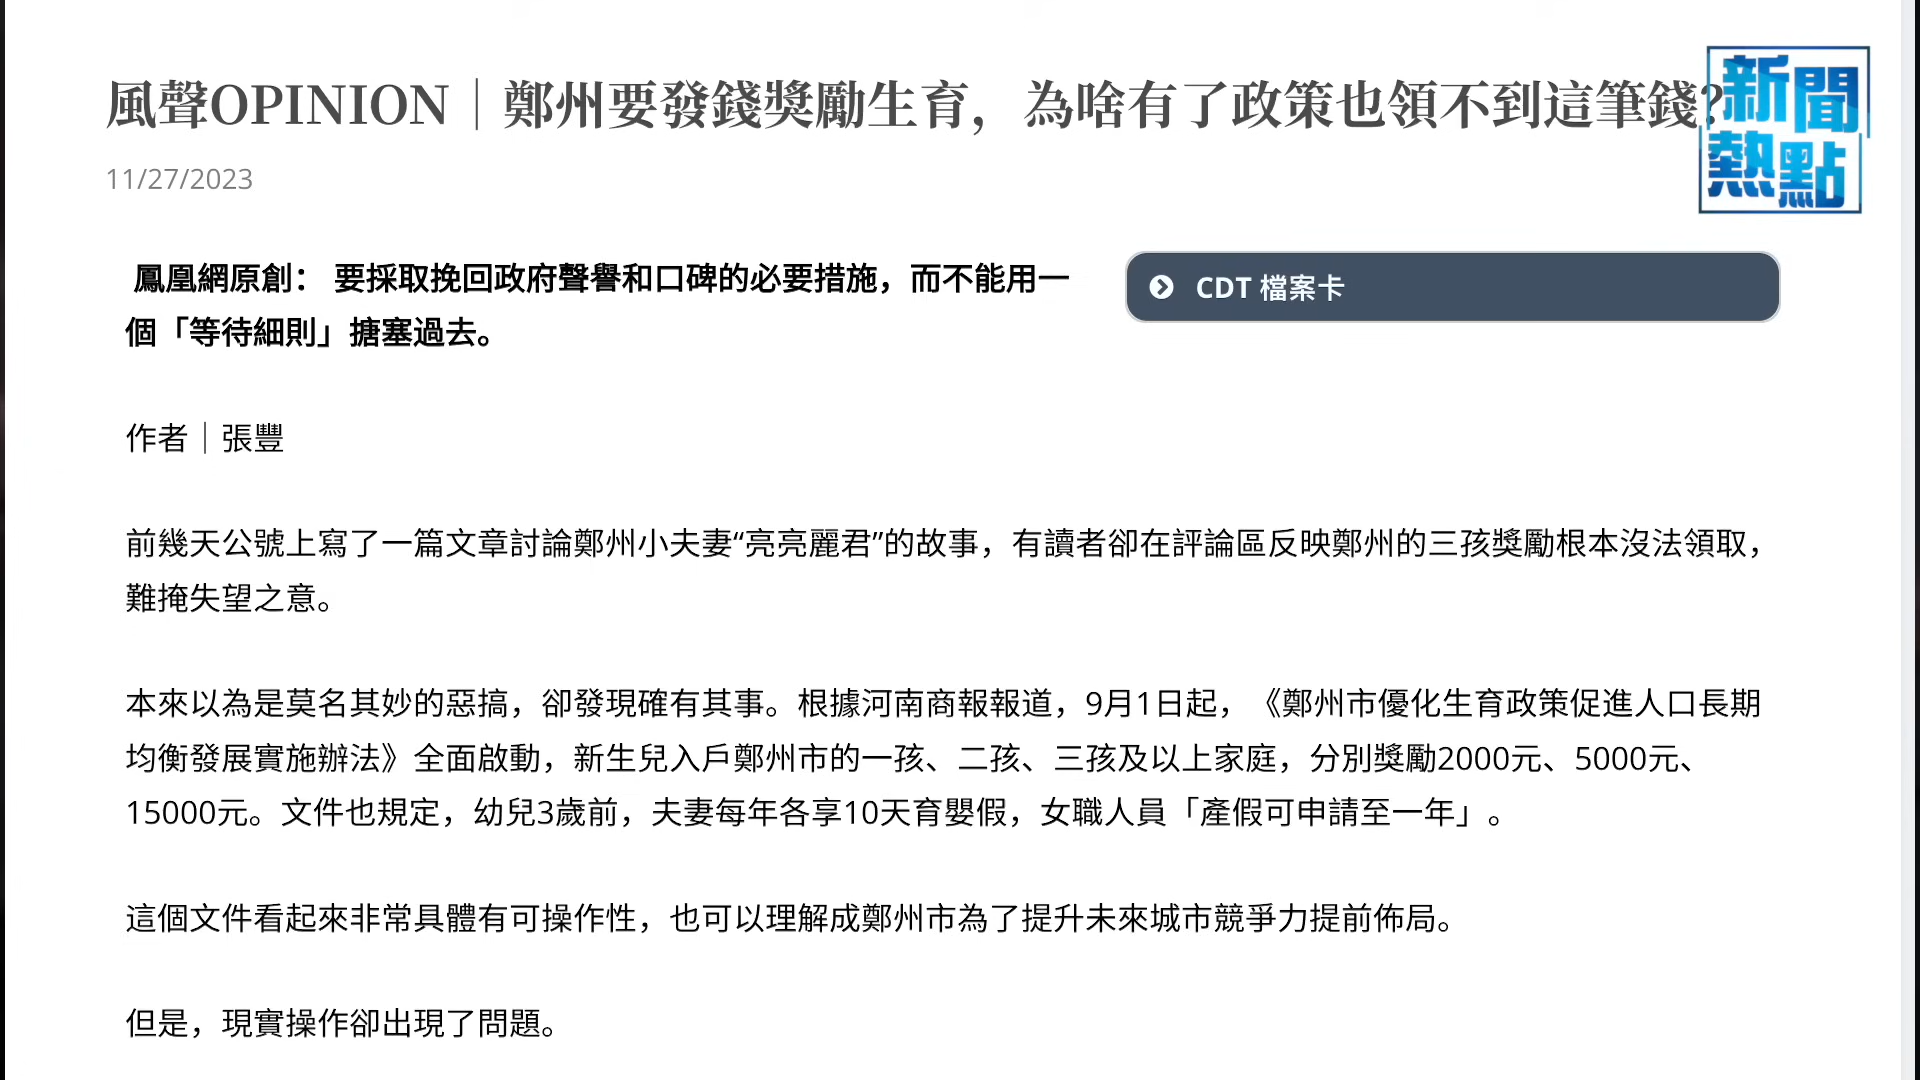 風聲OPINION｜鄭州要發錢獎勵生育，為啥有了政策也領不到這筆錢？
新聞
熱點
11/27/2023
鳳凰網原創： 要採取挽回政府聲譽和口碑的必要措施，而不能用一
個「等待細則」搪塞過去。
CDT 檔案卡
作者｜張豐
前幾天公號上寫了一篇文章討論鄭州小夫妻“亮亮麗君”的故事，有讀者卻在評論區反映鄭州的三孩獎勵根本沒法領取，
難掩失望之意。
本來以為是莫名其妙的惡搞，卻發現確有其事。根據河南商報報道，9月1日起，《鄭州市優化生育政策促進人口長期
均衡發展實施辦法》全面啟動，新生兒入戶鄭州市的一孩、二孩、三孩及以上家庭，分別獎勵2000元、5000元、
15000元。文件也規定，幼兒3歲前，夫妻每年各享10天育嬰假，女職人員「產假可申請至一年」。
這個文件看起來非常具體有可操作性，也可以理解成鄭州市為了提升未來城市競爭力提前佈局。
但是，現實操作卻出現了問題。